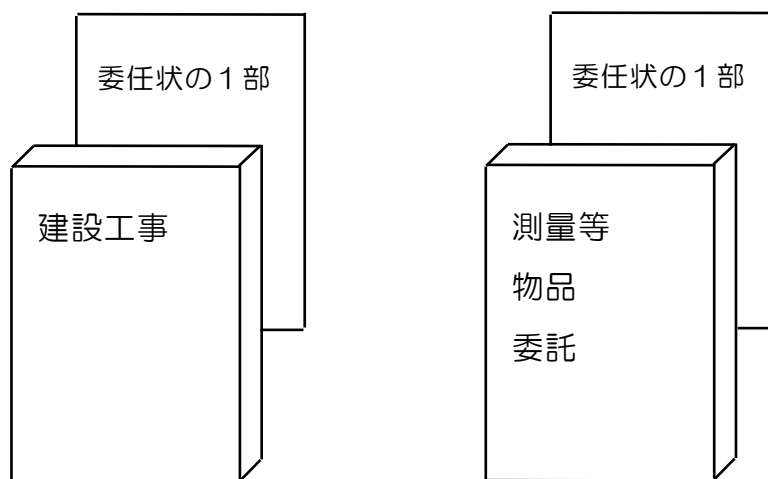 委任状の１部
建設工事
委任状の１部
測量等
物品
委託